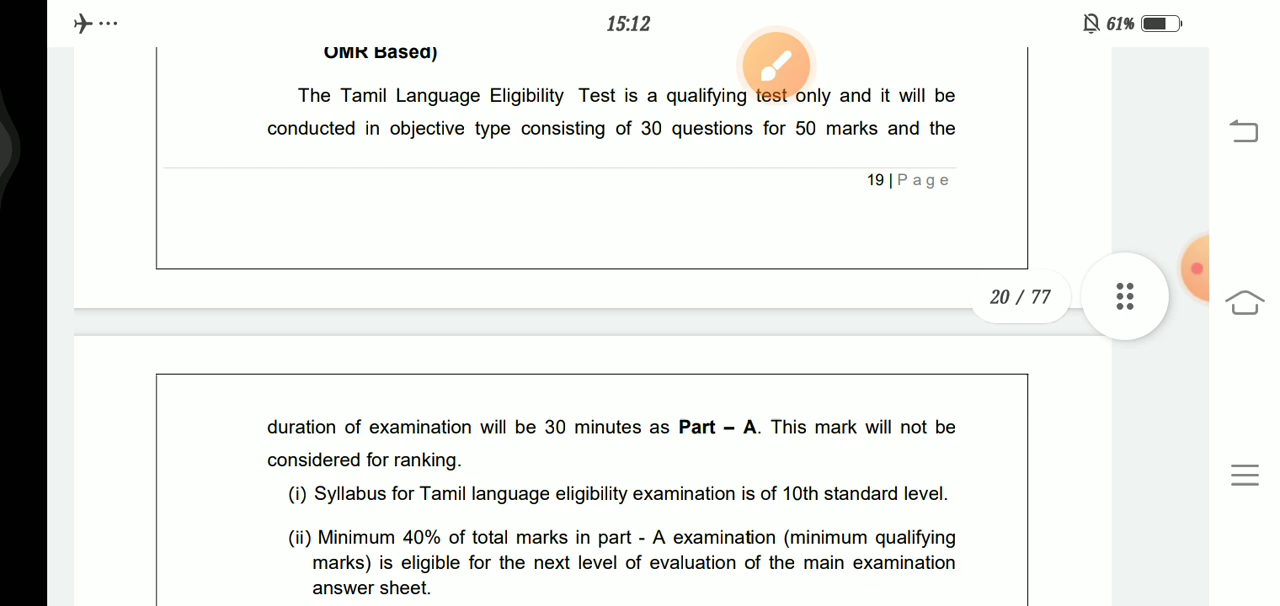 15:12
61%
OMR Based)
The Tamil Language Eligibility Test is a qualifying test only and it will be
conducted in objective type consisting of 30 questions for 50 marks and the
19 | P a g e
20 / 77
duration of examination will be 30 minutes as Part – A. This mark will not be
considered for ranking.
(i) Syllabus for Tamil language eligibility examination is of 10th standard level.
(ii) Minimum 40% of total marks in part - A examination (minimum qualifying
marks) is eligible for the next level of evaluation of the main examination
answer sheet.